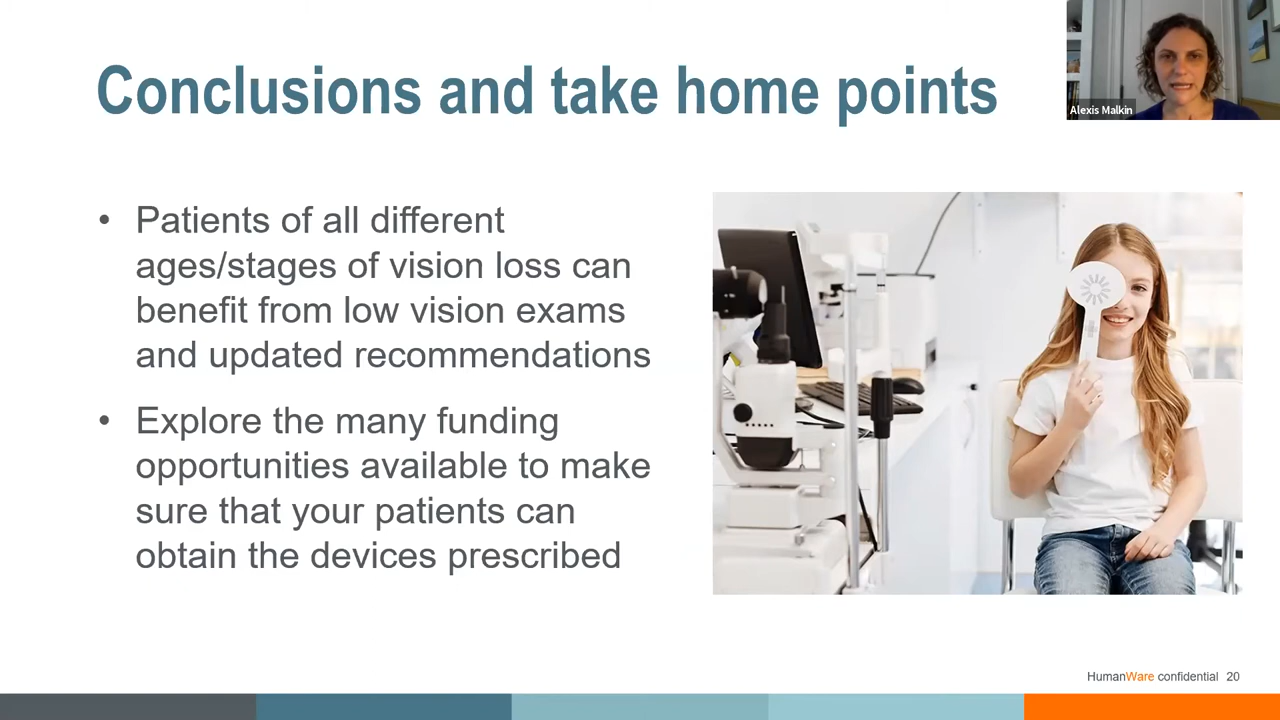 Conclusions and take home points
Alexis Malkin
• Patients of all different
ages/stages of vision loss can
benefit from low vision exams
and updated recommendations
• Explore the many funding
opportunities available to make
sure that your patients can
obtain the devices prescribed
HumanWare confidential 20